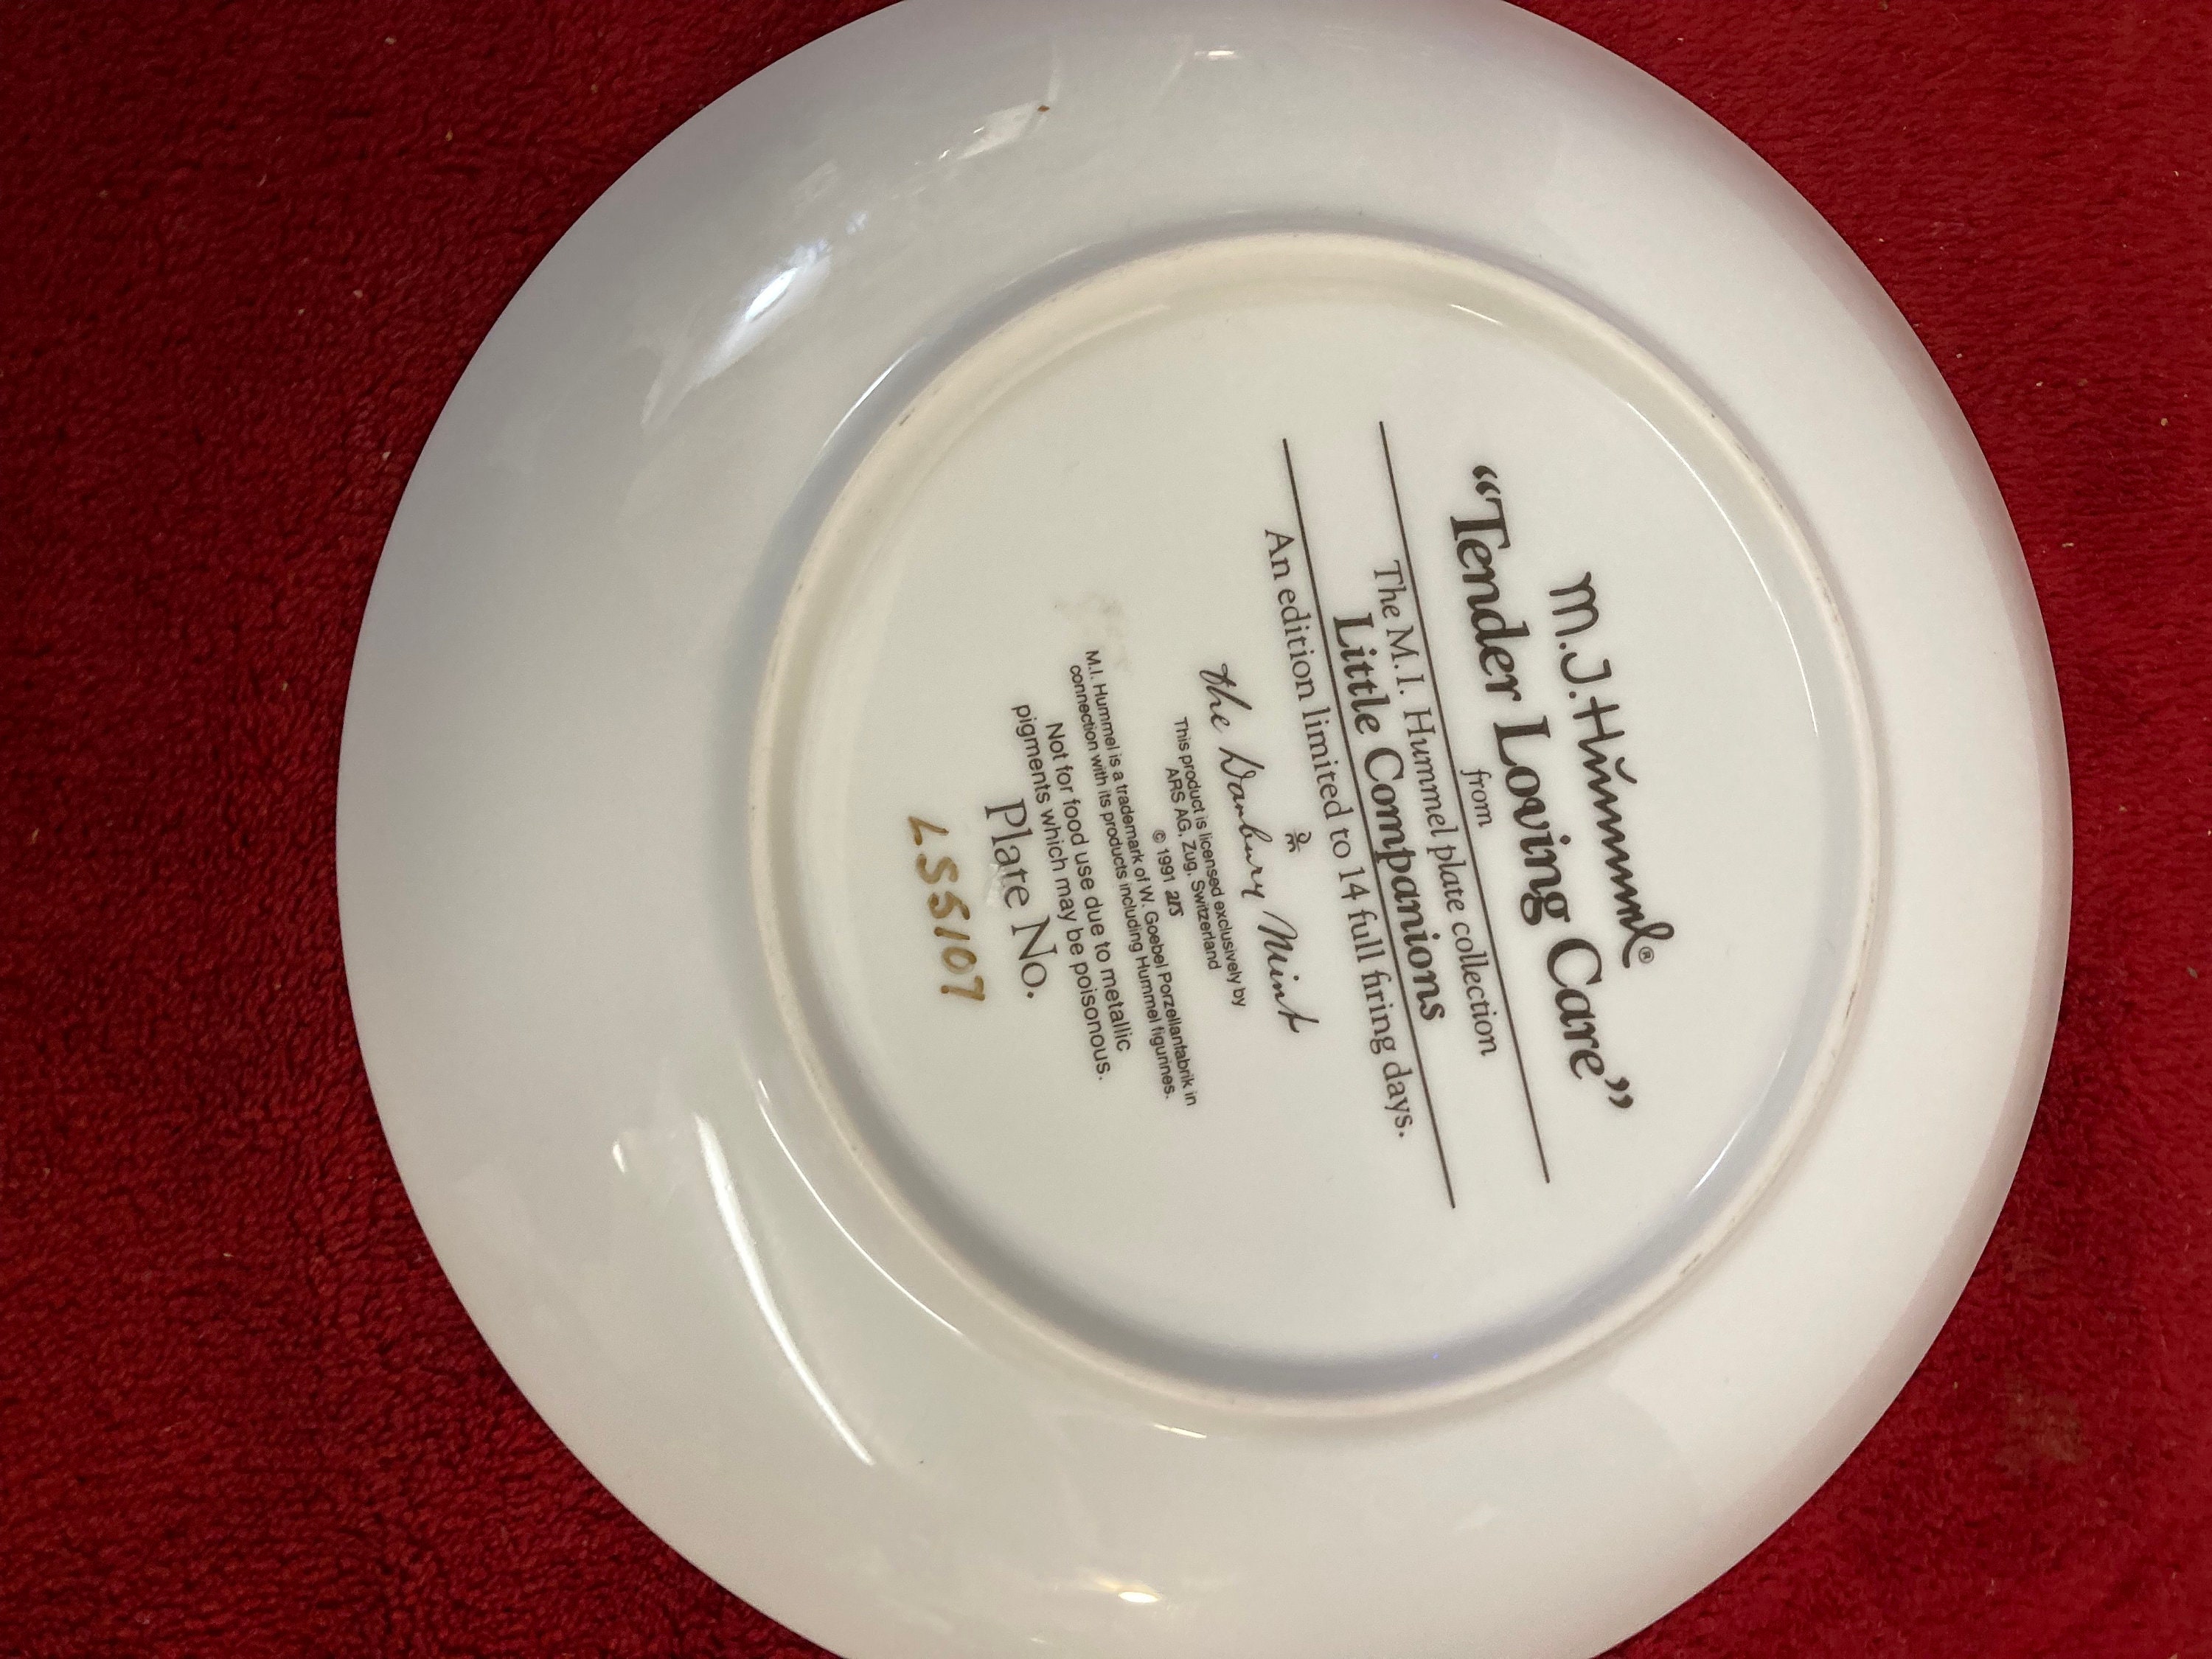 M.J. Hummel®
“Tender Loving Care”
from
The M.I. Hummel plate collection
Little Companions
An edition limited to 14 full firing days.
DM
the Danbury Mint
This product is licensed exclusively by
ARS AG, Zug, Switzerland
© 1991 ars
M.I. Hummel is a trademark of W. Goebel Porzellanfabrik in
connection with its products including Hummel figurines.
Not for food use due to metallic
pigments which may be poisonous.
Plate No.
LS5107